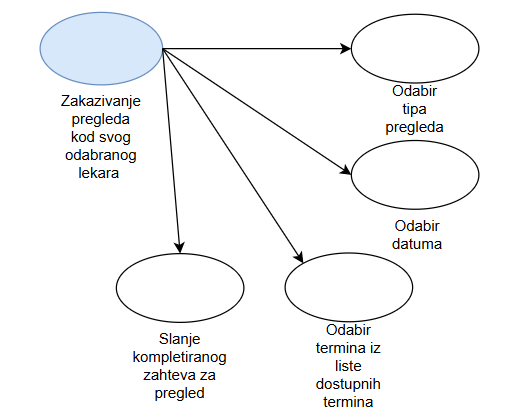 Zakazivanje
pregleda
kod svog
odabranog
lekara
Odabir
tipa
pregleda
Odabir
datuma
Slanje
kompletiranog
zahteva za
pregled
Odabir
termina iz
liste
dostupnih
termina